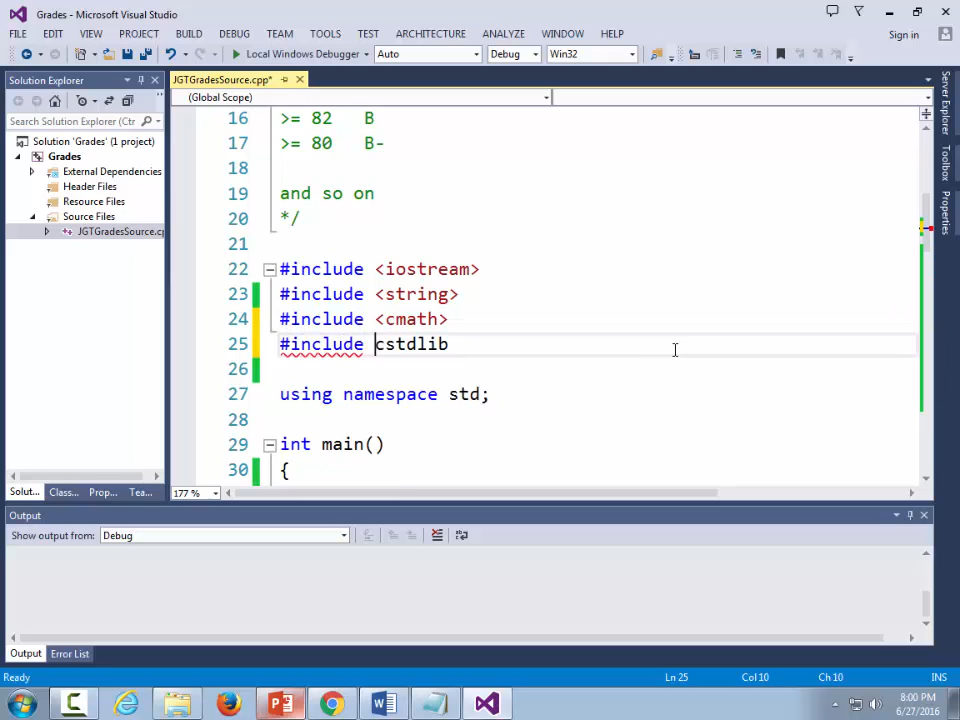 Grades - Microsoft Visual Studio
FILE EDIT VIEW PROJECT BUILD DEBUG TEAM TOOLS TEST ARCHITECTURE ANALYZE WINDOW HELP
Sign in
Local Windows Debugger Auto Debug Win32
Solution Explorer
Search Solution Explorer (Ctr
Solution 'Grades' (1 project)
Grades
External Dependencies
Header Files
Resource Files
Source Files
JGTGradesSource.cp
Solut... Class... Prop... Tea...
JGTGradesSource.cpp*
(Global Scope)
16 >= 82 B
17 >= 80 B-
18
19 and so on
20 */
21
22 #include <iostream>
23 #include <string>
24 #include <cmath>
25 #include cstdlib
26
27 using namespace std;
28
29 int main()
30 {
177 %
Server Explorer
Toolbox
Properties
Output
Show output from: Debug
Output Error List
Ready Ln 25 Col 10 Ch 10 INS
8:00 PM
6/27/2016